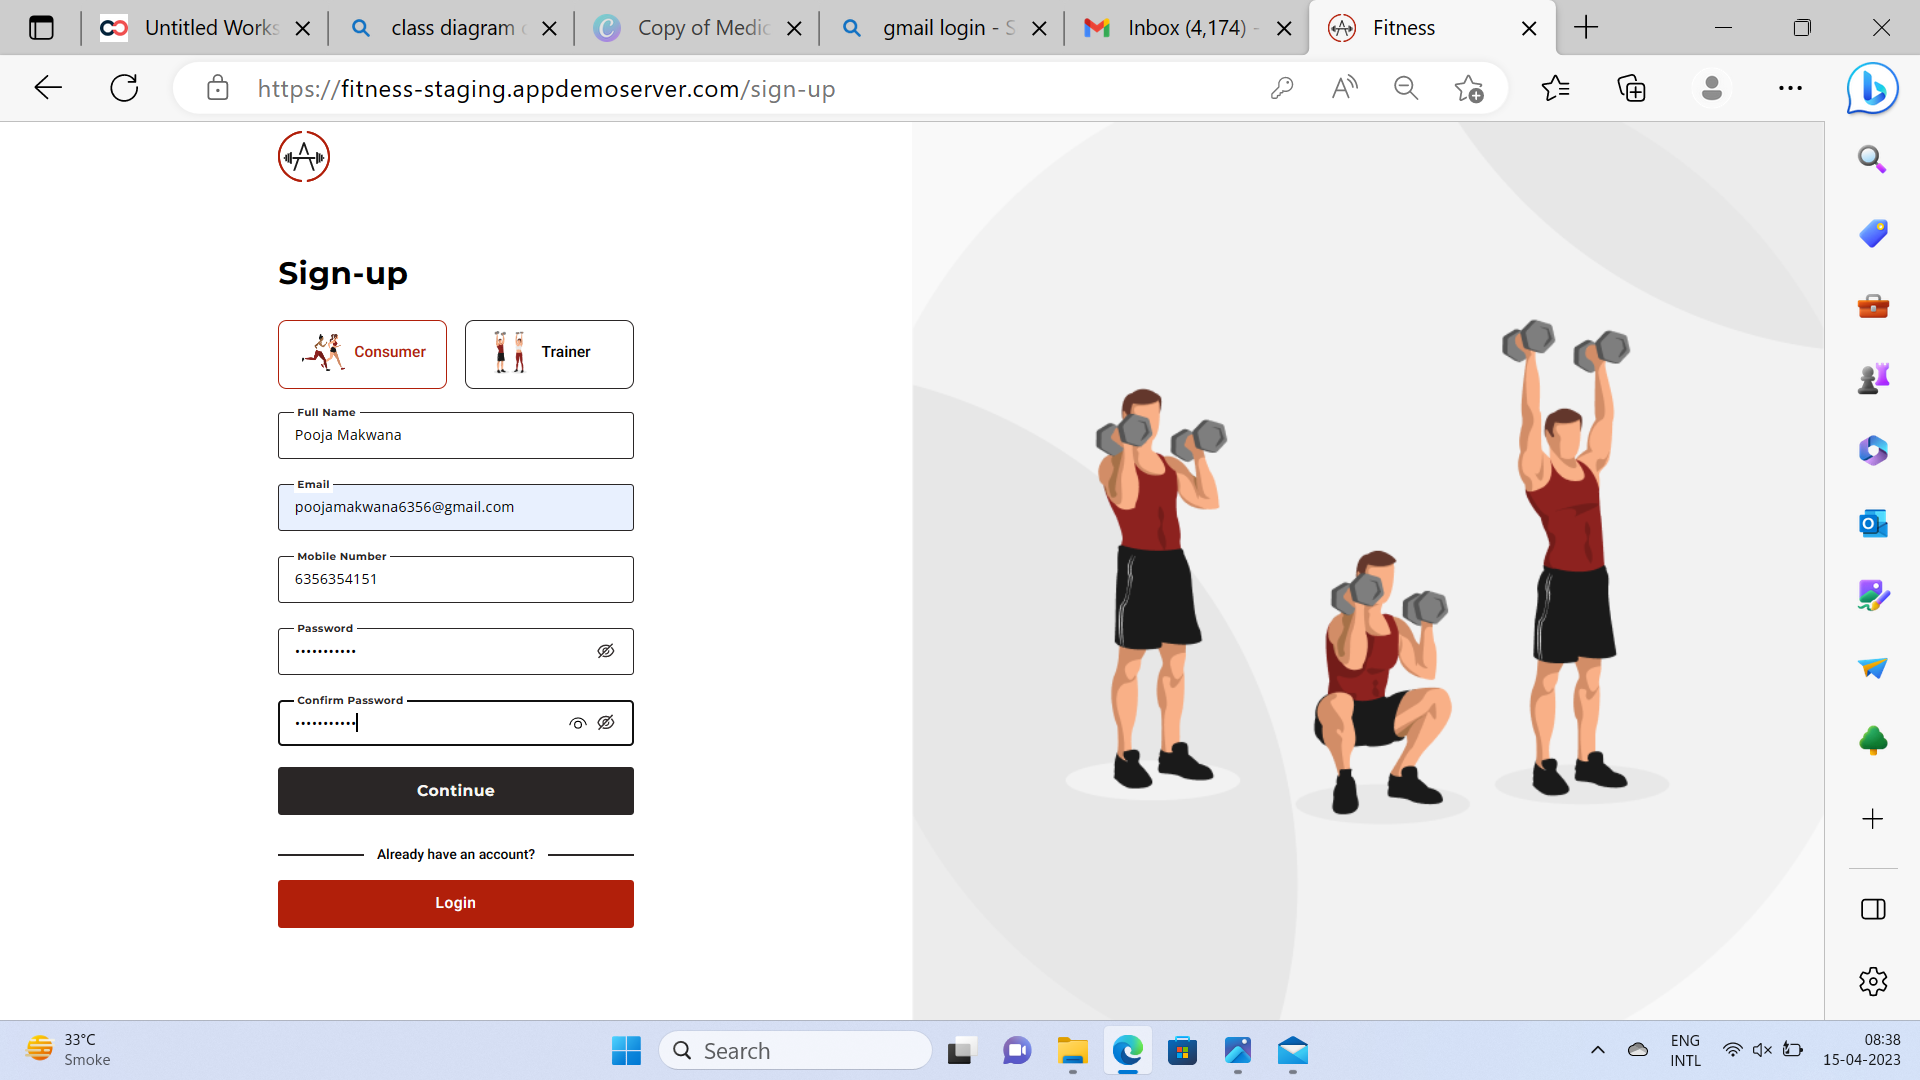 Untitled Works
class diagram
Copy of Medic
gmail login - S
Inbox (4,174) -
Fitness
https://fitness-staging.appdemoserver.com/sign-up
Sign-up
Consumer
Trainer
Full Name
Pooja Makwana
Email
poojamakwana6356@gmail.com
Mobile Number
6356354151
Password
•••••••••••
Confirm Password
•••••••••••
Continue
Already have an account?
Login
33°C
Smoke
Search
ENG
INTL
08:38
15-04-2023